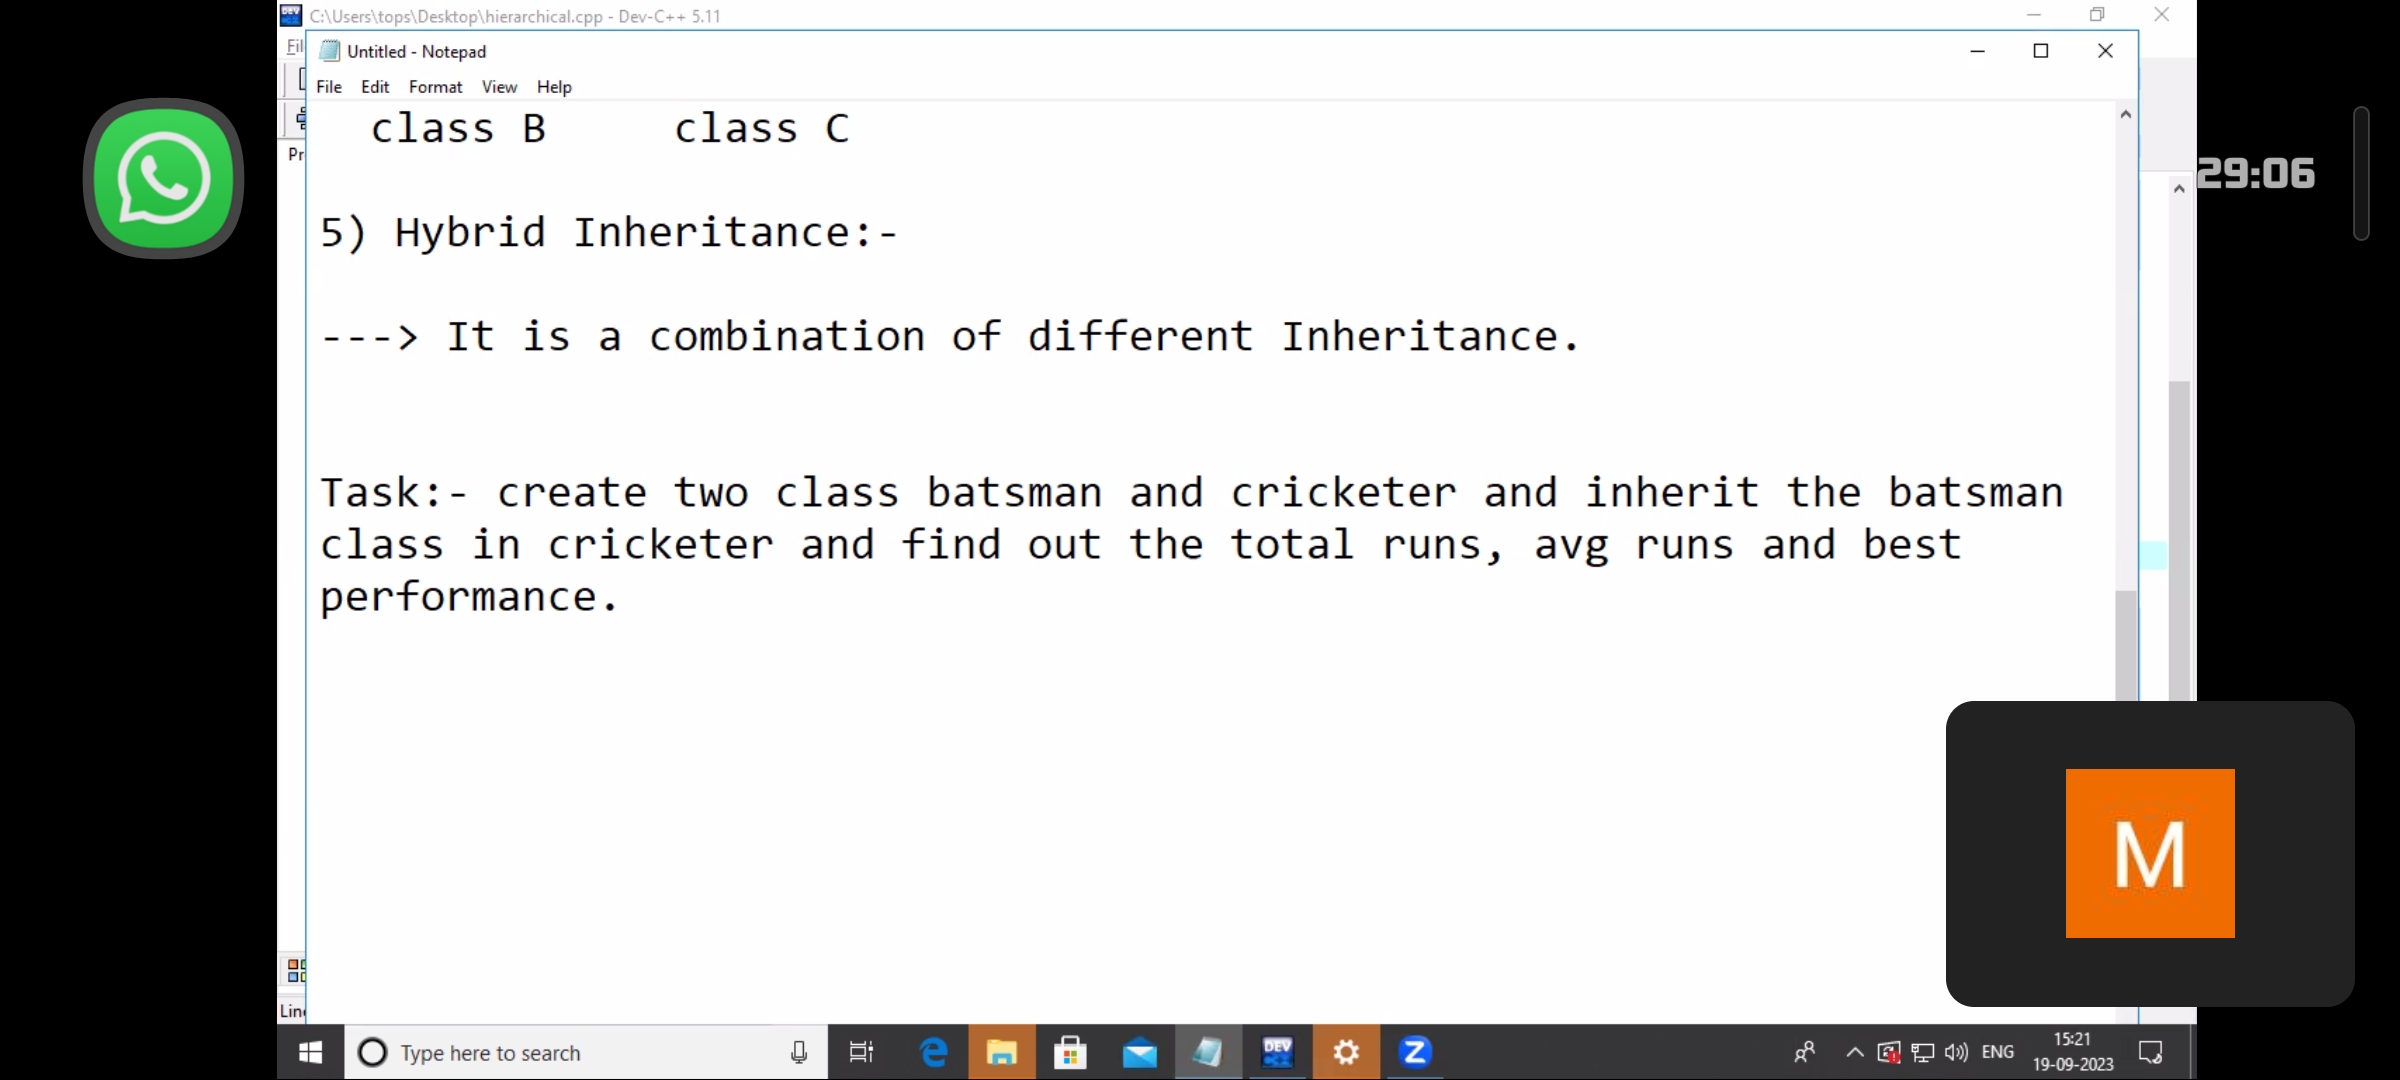 C:\Users\tops\Desktop\hierarchical.cpp - Dev-C++ 5.11
Fil
Untitled - Notepad
File Edit Format View Help
class B class C
Pr
29:06
5) Hybrid Inheritance:-
---> It is a combination of different Inheritance.
Task:- create two class batsman and cricketer and inherit the batsman
class in cricketer and find out the total runs, avg runs and best
performance.
M
Line
Type here to search
DEV
Z
ENG
15:21
19-09-2023